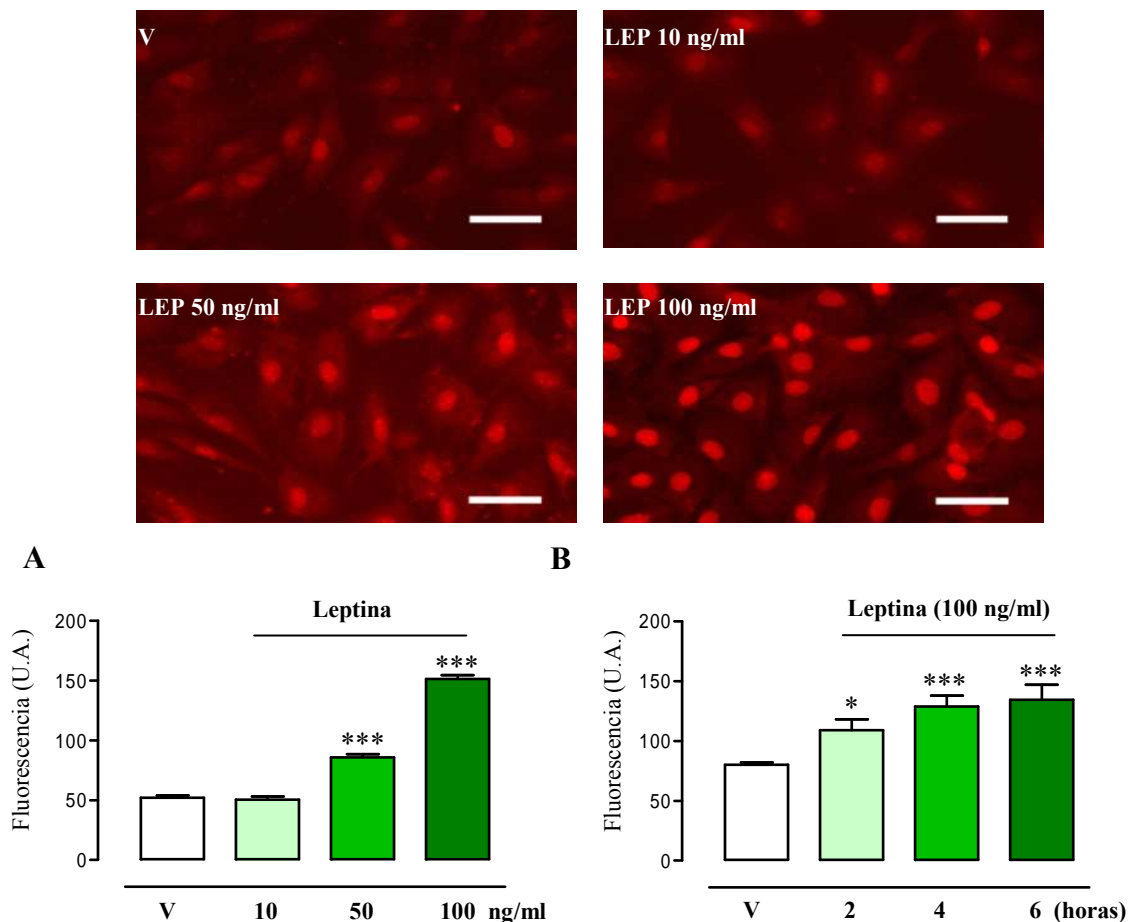 V
LEP 10 ng/ml
LEP 50 ng/ml
LEP 100 ng/ml
A
Leptina
Fluorescencia (U.A.)
200
150
100
50
0
***
***
V 10 50 100 ng/ml
B
Leptina (100 ng/ml)
Fluorescencia (U.A.)
200
150
100
50
0
*
***
***
V 2 4 6 (horas)